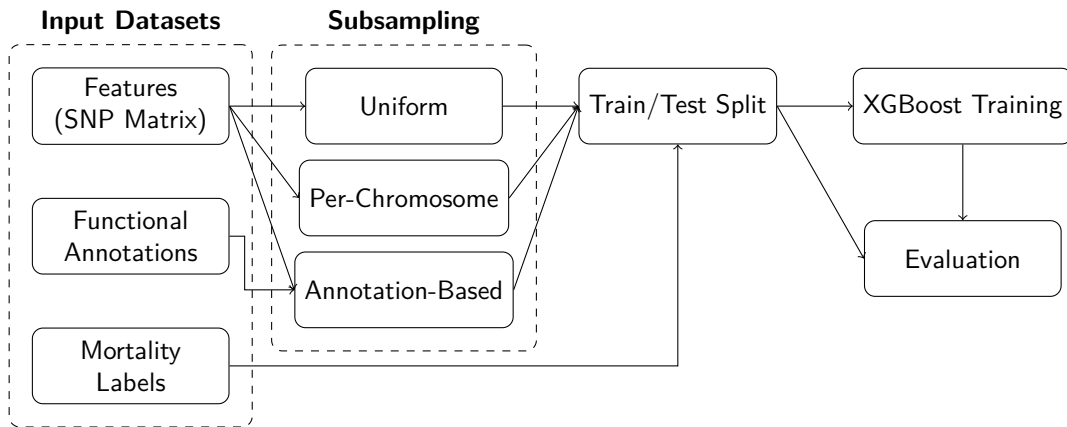 Input Datasets
Subsampling
Features
(SNP Matrix)
Uniform
Train/Test Split
XGBoost Training
Per-Chromosome
Functional
Annotations
Evaluation
Annotation-Based
Mortality
Labels